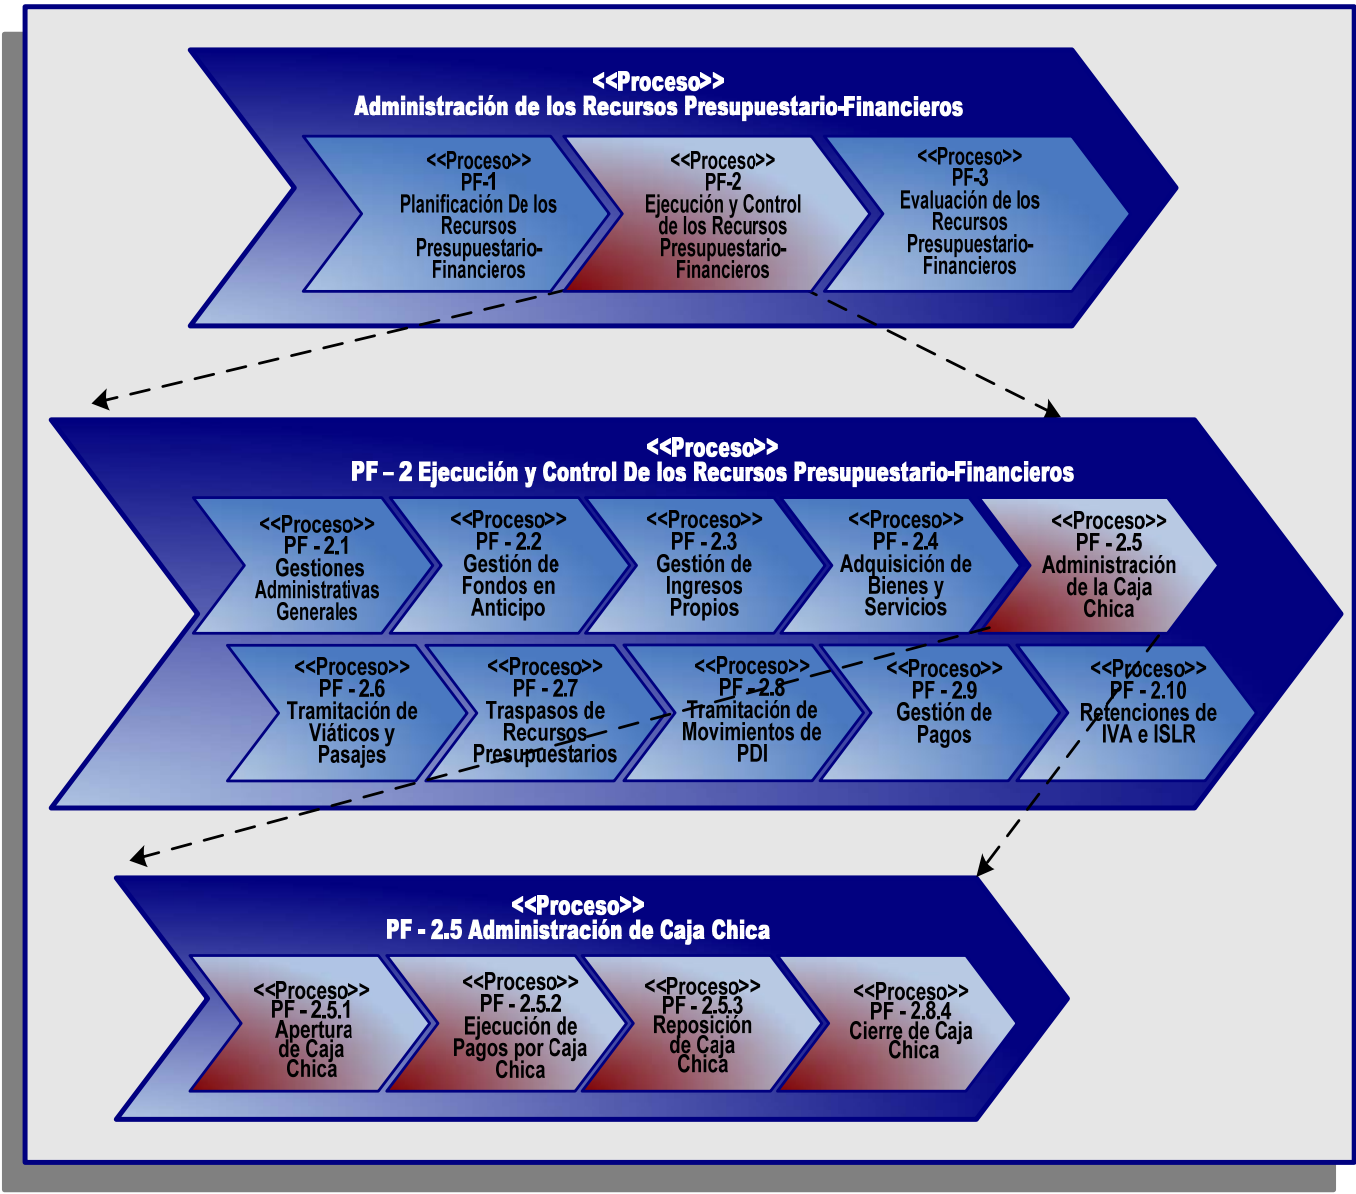 <<Proceso>>
Administración de los Recursos Presupuestario-Financieros
<<Proceso>>
PF-1
Planificación De los
Recursos
Presupuestario-
Financieros
<<Proceso>>
PF-2
Ejecución y Control
de los Recursos
Presupuestario-
Financieros
<<Proceso>>
PF-3
Evaluación de los
Recursos
Presupuestario-
Financieros
<<Proceso>>
PF – 2 Ejecución y Control De los Recursos Presupuestario-Financieros
<<Proceso>>
PF - 2.1
Gestiones
Administrativas
Generales
<<Proceso>>
PF - 2.2
Gestión de
Fondos en
Anticipo
<<Proceso>>
PF - 2.3
Gestión de
Ingresos
Propios
<<Proceso>>
PF - 2.4
Adquisición de
Bienes y
Servicios
<<Proceso>>
PF - 2.5
Administración
de la Caja
Chica
<<Proceso>>
PF - 2.6
Tramitación de
Viáticos y
Pasajes
<<Proceso>>
PF - 2.7
Traspasos de
Recursos
Presupuestarios
<<Proceso>>
PF - 2.8
Tramitación de
Movimientos de
PDI
<<Proceso>>
PF - 2.9
Gestión de
Pagos
<<Proceso>>
PF - 2.10
Retenciones de
IVA e ISLR
<<Proceso>>
PF - 2.5 Administración de Caja Chica
<<Proceso>>
PF - 2.5.1
Apertura
de Caja
Chica
<<Proceso>>
PF - 2.5.2
Ejecución de
Pagos por Caja
Chica
<<Proceso>>
PF - 2.5.3
Reposición
de Caja
Chica
<<Proceso>>
PF - 2.8.4
Cierre de Caja
Chica